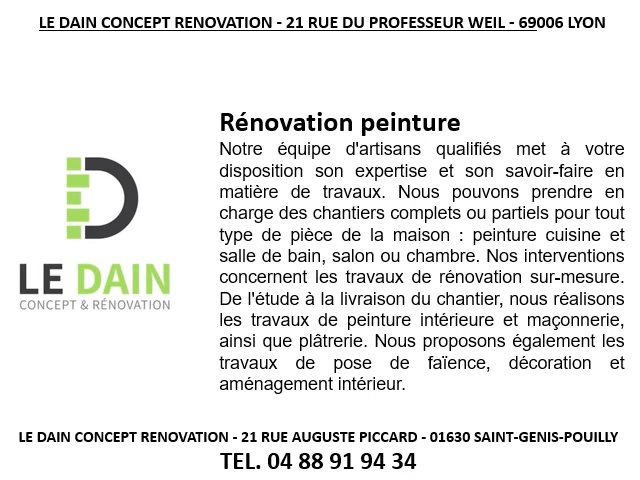 LE DAIN CONCEPT RENOVATION - 21 RUE DU PROFESSEUR WEIL - 69006 LYON
Rénovation peinture
Notre équipe d'artisans qualifiés met à votre
disposition son expertise et son savoir-faire en
matière de travaux. Nous pouvons prendre en
charge des chantiers complets ou partiels pour tout
type de pièce de la maison : peinture cuisine et
salle de bain, salon ou chambre. Nos interventions
concernent les travaux de rénovation sur-mesure.
De l'étude à la livraison du chantier, nous réalisons
les travaux de peinture intérieure et maçonnerie,
ainsi que plâtrerie. Nous proposons également les
travaux de pose de faïence, décoration et
aménagement intérieur.
D
LE DAIN
CONCEPT & RÉNOVATION
LE DAIN CONCEPT RENOVATION - 21 RUE AUGUSTE PICCARD - 01630 SAINT-GENIS-POUILLY
TEL. 04 88 91 94 34